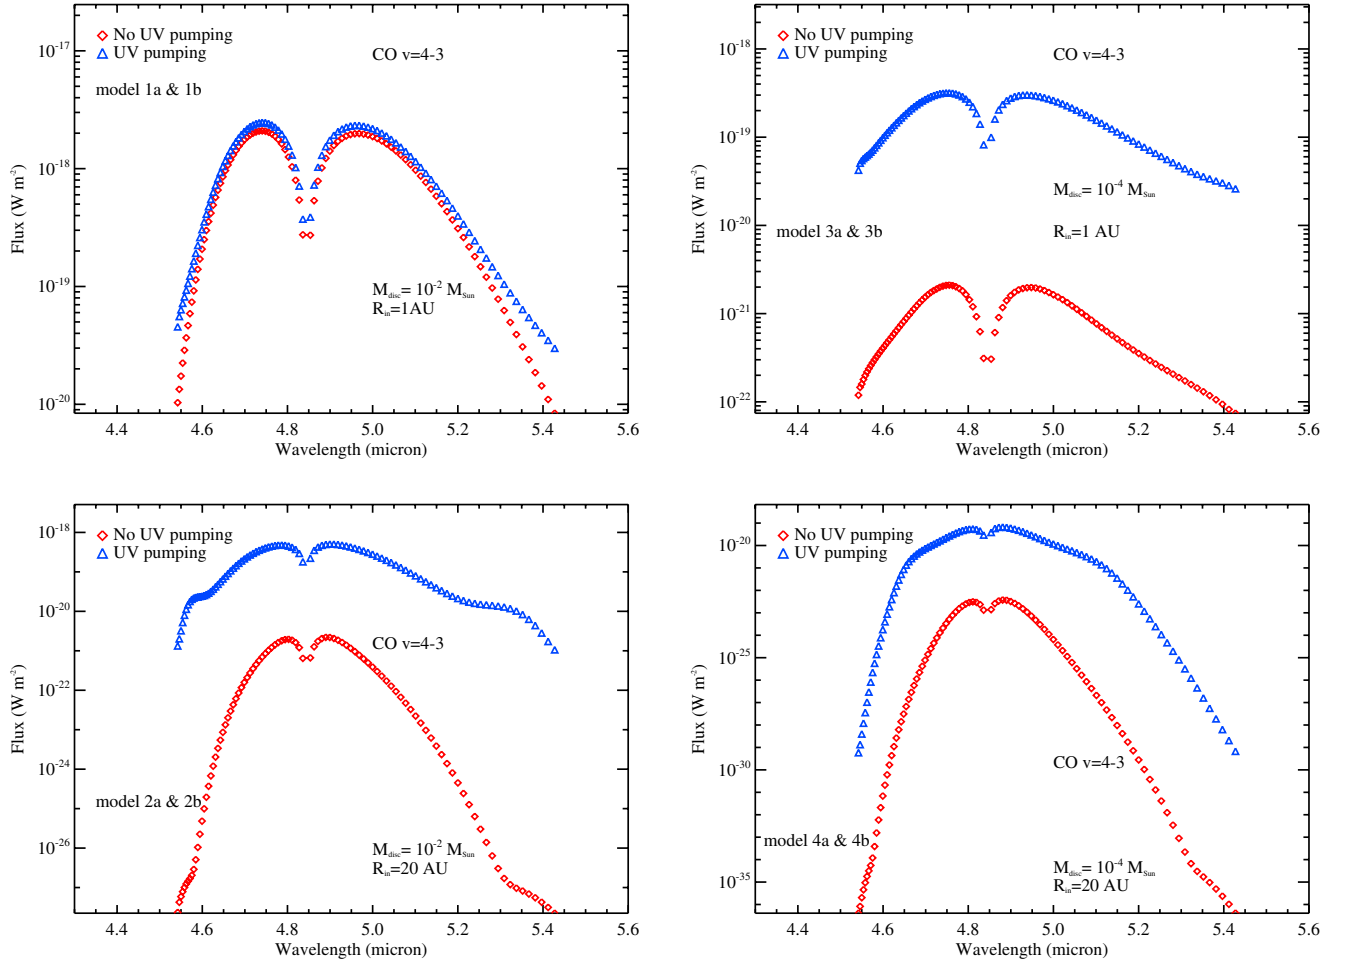 No UV pumping
UV pumping
CO v=4-3
model 1a & 1b
M_disc= 10^-2 M_Sun
R_in=1AU
10^-17
10^-18
10^-19
10^-20
Flux (W m^-2)
4.4 4.6 4.8 5.0 5.2 5.4 5.6
Wavelength (micron)
No UV pumping
UV pumping
CO v=4-3
M_disc= 10^-4 M_Sun
model 3a & 3b
R_in=1 AU
10^-18
10^-19
10^-20
10^-21
10^-22
Flux (W m^-2)
4.4 4.6 4.8 5.0 5.2 5.4 5.6
Wavelength (micron)
No UV pumping
UV pumping
CO v=4-3
model 2a & 2b
M_disc= 10^-2 M_Sun
R_in=20 AU
10^-18
10^-20
10^-22
10^-24
10^-26
Flux (W m^-2)
4.4 4.6 4.8 5.0 5.2 5.4 5.6
Wavelength (micron)
No UV pumping
UV pumping
CO v=4-3
model 4a & 4b
M_disc= 10^-4 M_Sun
R_in=20 AU
10^-20
10^-25
10^-30
10^-35
Flux (W m^-2)
4.4 4.6 4.8 5.0 5.2 5.4 5.6
Wavelength (micron)